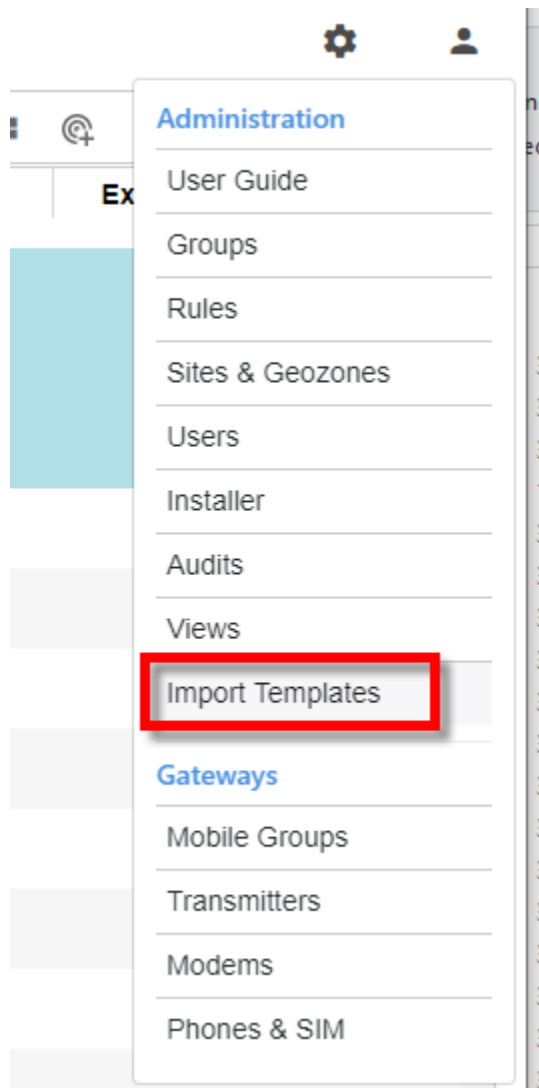 Administration
Ex
User Guide
Groups
Rules
Sites & Geozones
Users
Installer
Audits
Views
Import Templates
Gateways
Mobile Groups
Transmitters
Modems
Phones & SIM